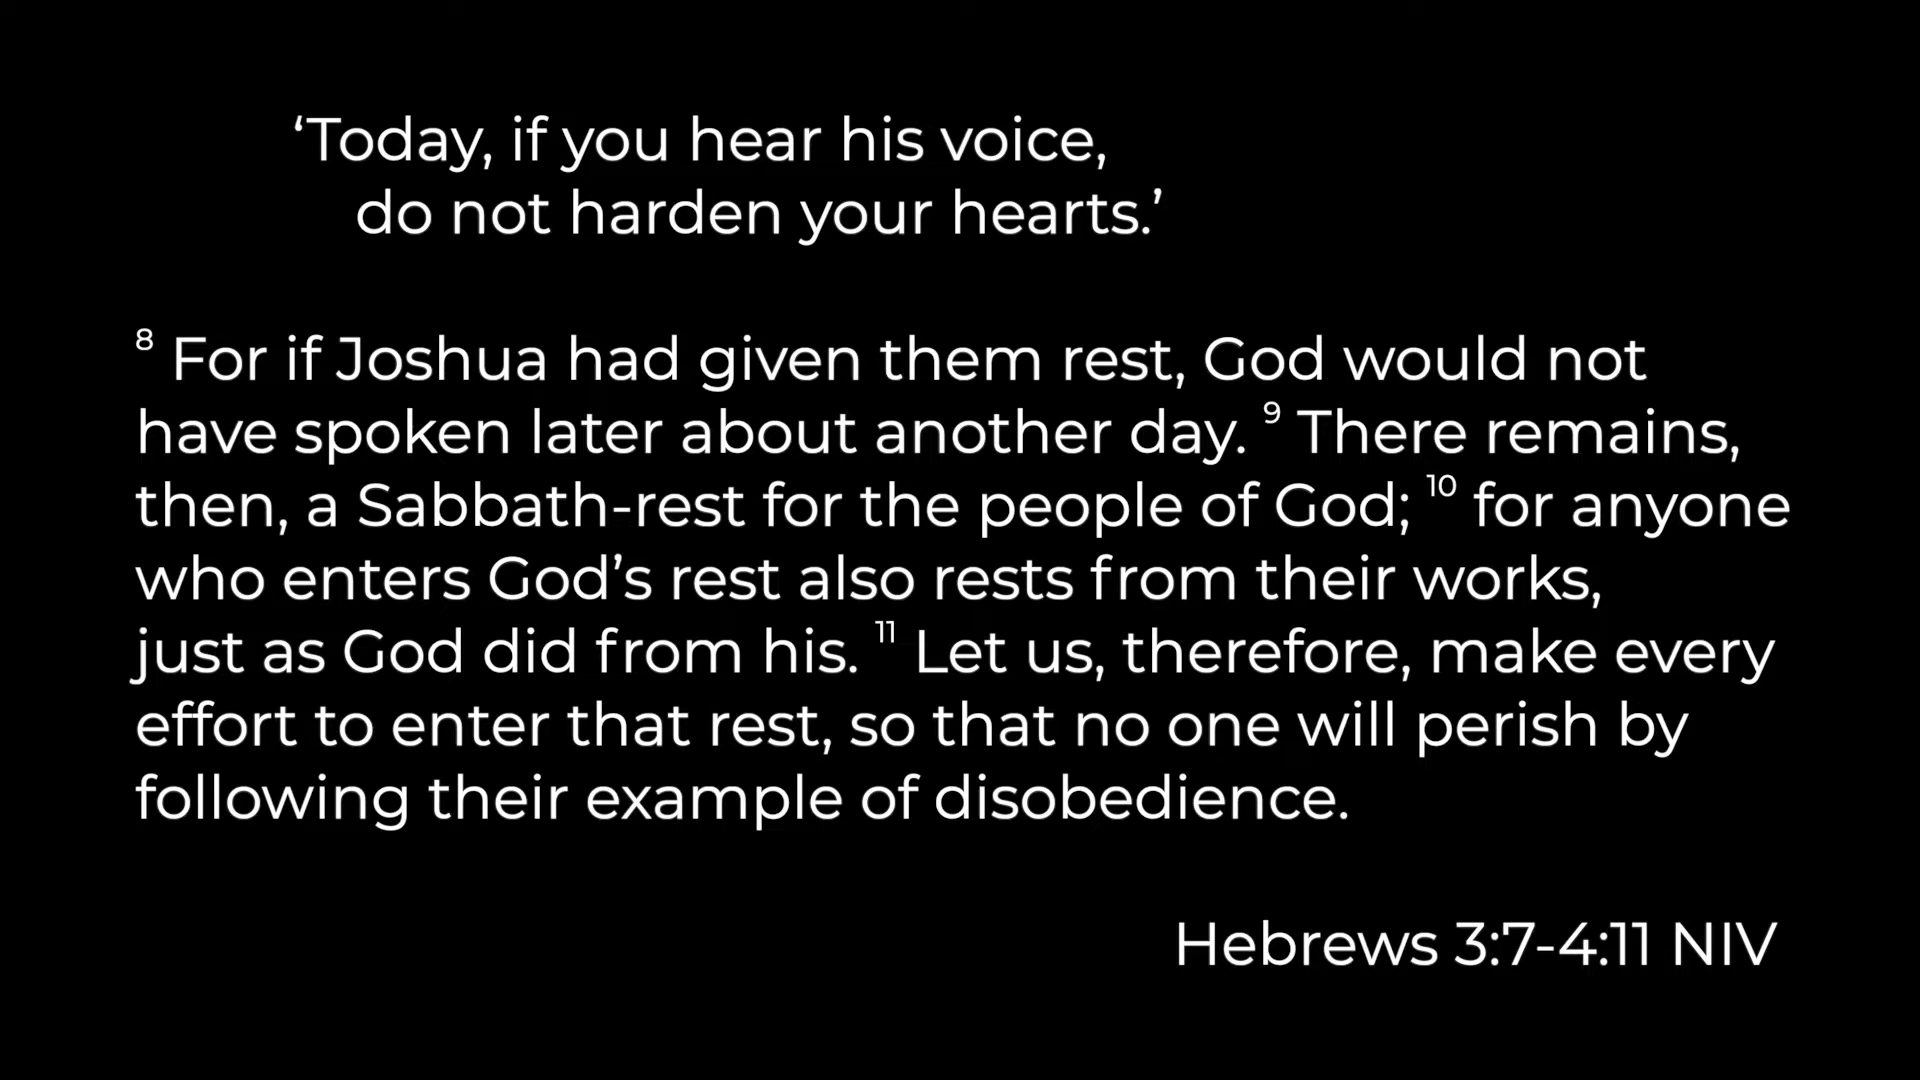 ‘Today, if you hear his voice,
do not harden your hearts.’
8 For if Joshua had given them rest, God would not
have spoken later about another day. 9 There remains,
then, a Sabbath-rest for the people of God; 10 for anyone
who enters God’s rest also rests from their works,
just as God did from his. 11 Let us, therefore, make every
effort to enter that rest, so that no one will perish by
following their example of disobedience.
Hebrews 3:7-4:11 NIV